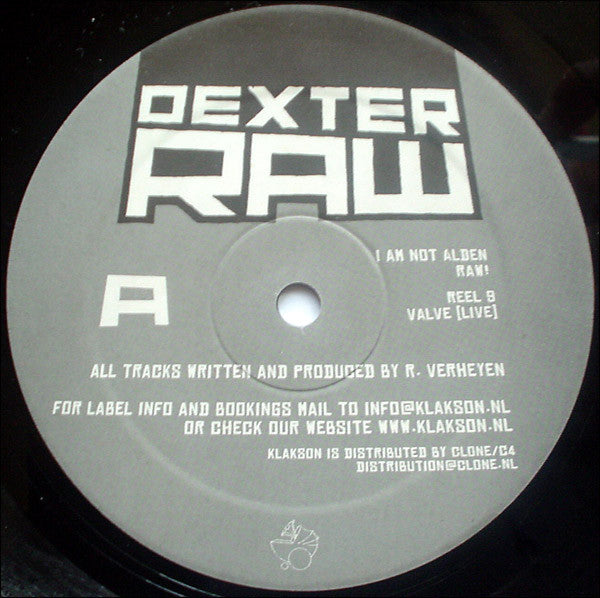 DEXTER
RAW
I AM NOT ALDEN
RAW!
REEL 9
VALVE [LIVE]
A
ALL TRACKS WRITTEN AND PRODUCED BY R. VERHEYEN
FOR LABEL INFO AND BOOKINGS MAIL TO INFO@KLAKSON.NL
OR CHECK OUR WEBSITE WWW.KLAKSON.NL
KLAKSON IS DISTRIBUTED BY CLONE/C4
DISTRIBUTION@CLONE.NL